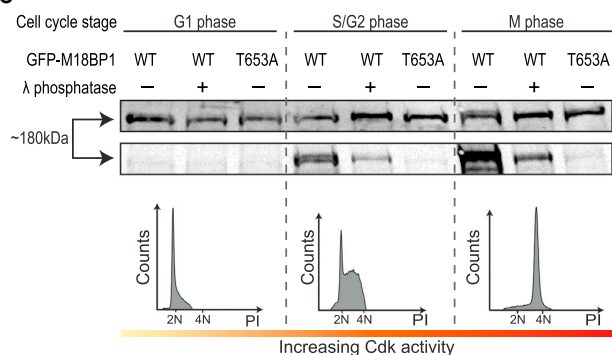 Cell cycle stage G1 phase S/G2 phase M phase
GFP-M18BP1 WT WT T653A WT WT T653A WT WT T653A
λ phosphatase – + – – + – – + –
~180kDa
Counts 2N 4N PI Counts 2N 4N PI Counts 2N 4N PI
Increasing Cdk activity